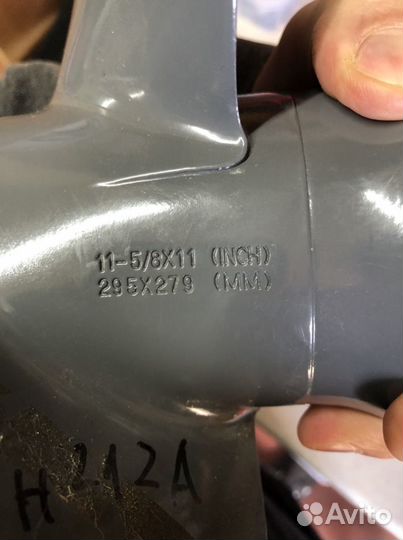 11-5/8X11 (INCH)
295X279 (MM)
H 212A
Avito